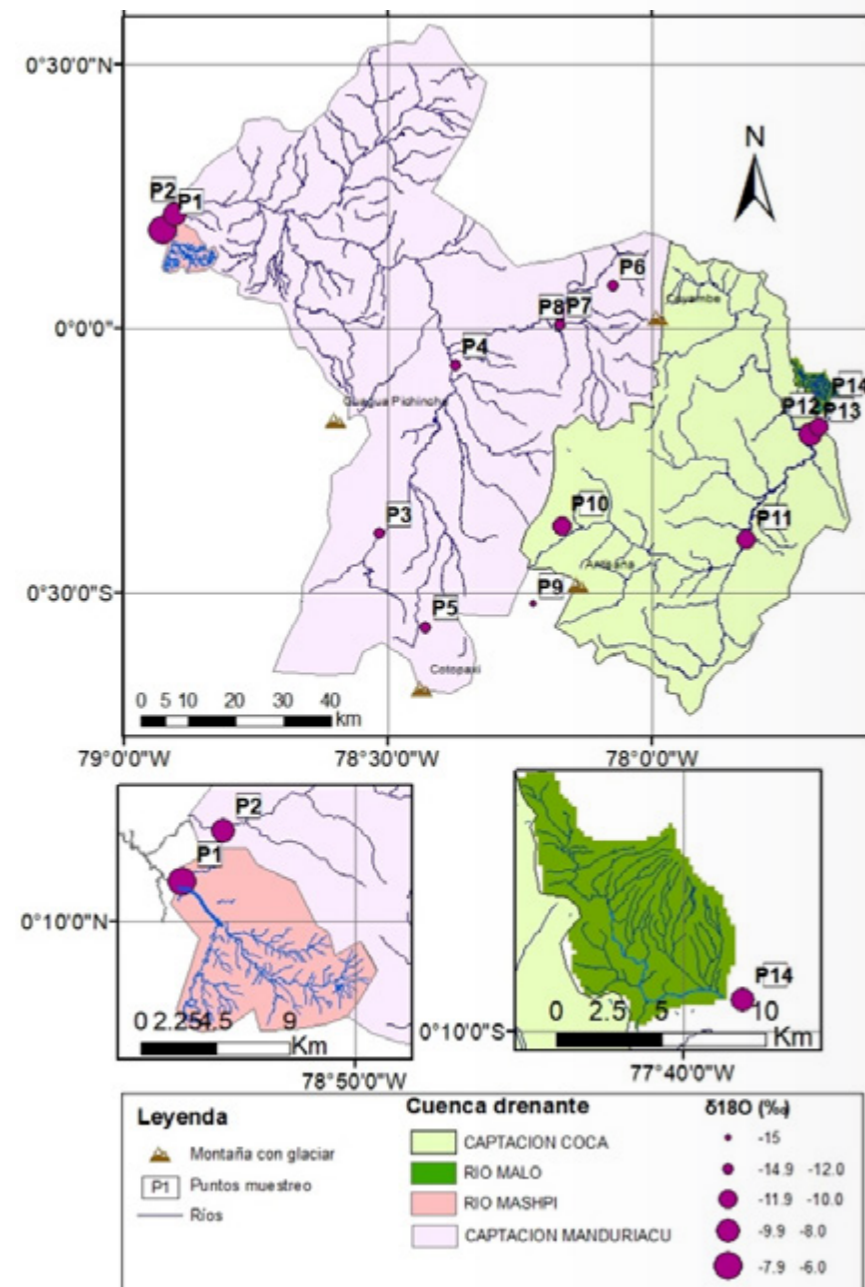 0°30'0"N
N
P2
P1
P6
Cayambe
P8
P7
0°0'0"
P4
P14
P12
P13
Guagua Pichincha
P3
P10
P11
Antisana
0°30'0"S
P9
P5
Cotopaxi
0 5 10 20 30 40
km
79°0'0"W 78°30'0"W 78°0'0"W
P2
P1
0°10'0"N
0 2.25 4.5 9
Km
78°50'0"W
P14
0 2.5 5 10
Km
0°10'0"S
77°40'0"W
Leyenda
Montaña con glaciar
P1 Puntos muestreo
Ríos
Cuenca drenante
CAPTACION COCA
RIO MALO
RIO MASHPI
CAPTACION MANDURIACU
δ18O (‰)
-15
-14.9 -12.0
-11.9 -10.0
-9.9 -8.0
-7.9 -6.0